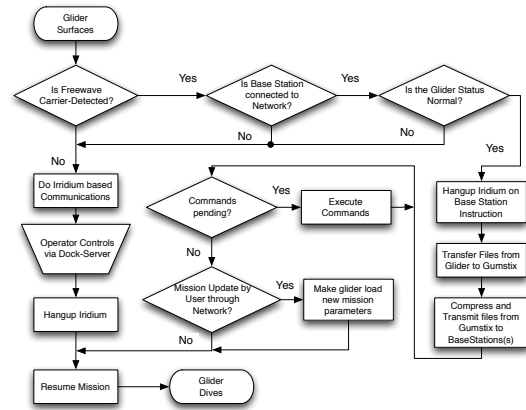 Glider
Surfaces
Is Freewave
Carrier-Detected?
Yes
Is Base Station
connected to
Network?
Yes
Is the Glider Status
Normal?
No
No
No
Yes
Do Irridium based
Communications
Operator Controls
via Dock-Server
Hangup Iridium
Resume Mission
Glider
Dives
Commands
pending?
Yes
Execute
Commands
No
Mission Update by
User through
Network?
Yes
Make glider load
new mission
parameters
No
Hangup Iridium on
Base Station
Instruction
Transfer Files from
Glider to Gumstix
Compress and
Transmit files from
Gumstix to
BaseStations(s)